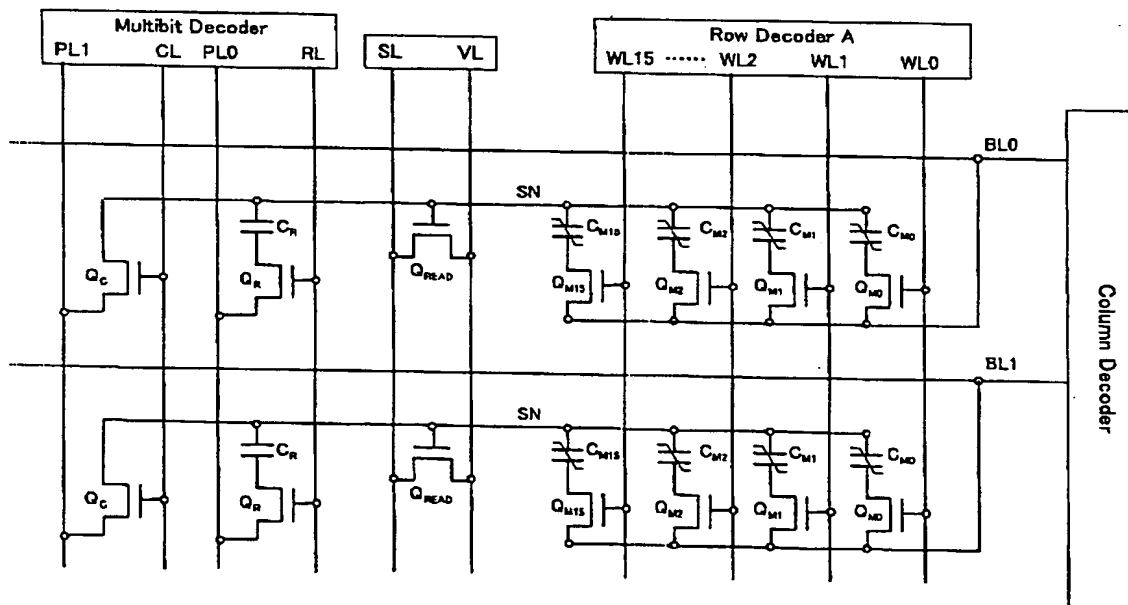 Multibit Decoder
PL1 CL PL0 RL
SL VL
Row Decoder A
WL15 ······ WL2 WL1 WL0
BL0
SN
CR
CM15 CM2 CM1 CM0
QC QR QREAD QM15 QM2 QM1 QM0
BL1
SN
CR
CM15 CM2 CM1 CM0
QC QR QREAD QM15 QM2 QM1 QM0
Column Decoder